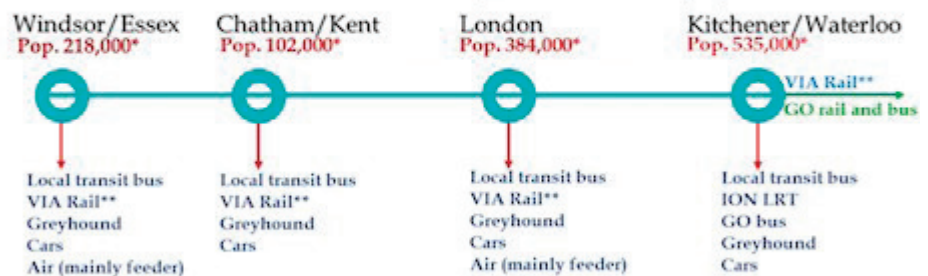 Windsor/Essex
Pop. 218,000*
Chatham/Kent
Pop. 102,000*
London
Pop. 384,000*
Kitchener/Waterloo
Pop. 535,000*
VIA Rail**
GO rail and bus
Local transit bus
VIA Rail**
Greyhound
Cars
Air (mainly feeder)
Local transit bus
VIA Rail**
Greyhound
Cars
Local transit bus
VIA Rail**
Greyhound
Cars
Air (mainly feeder)
Local transit bus
ION LRT
GO bus
Greyhound
Cars